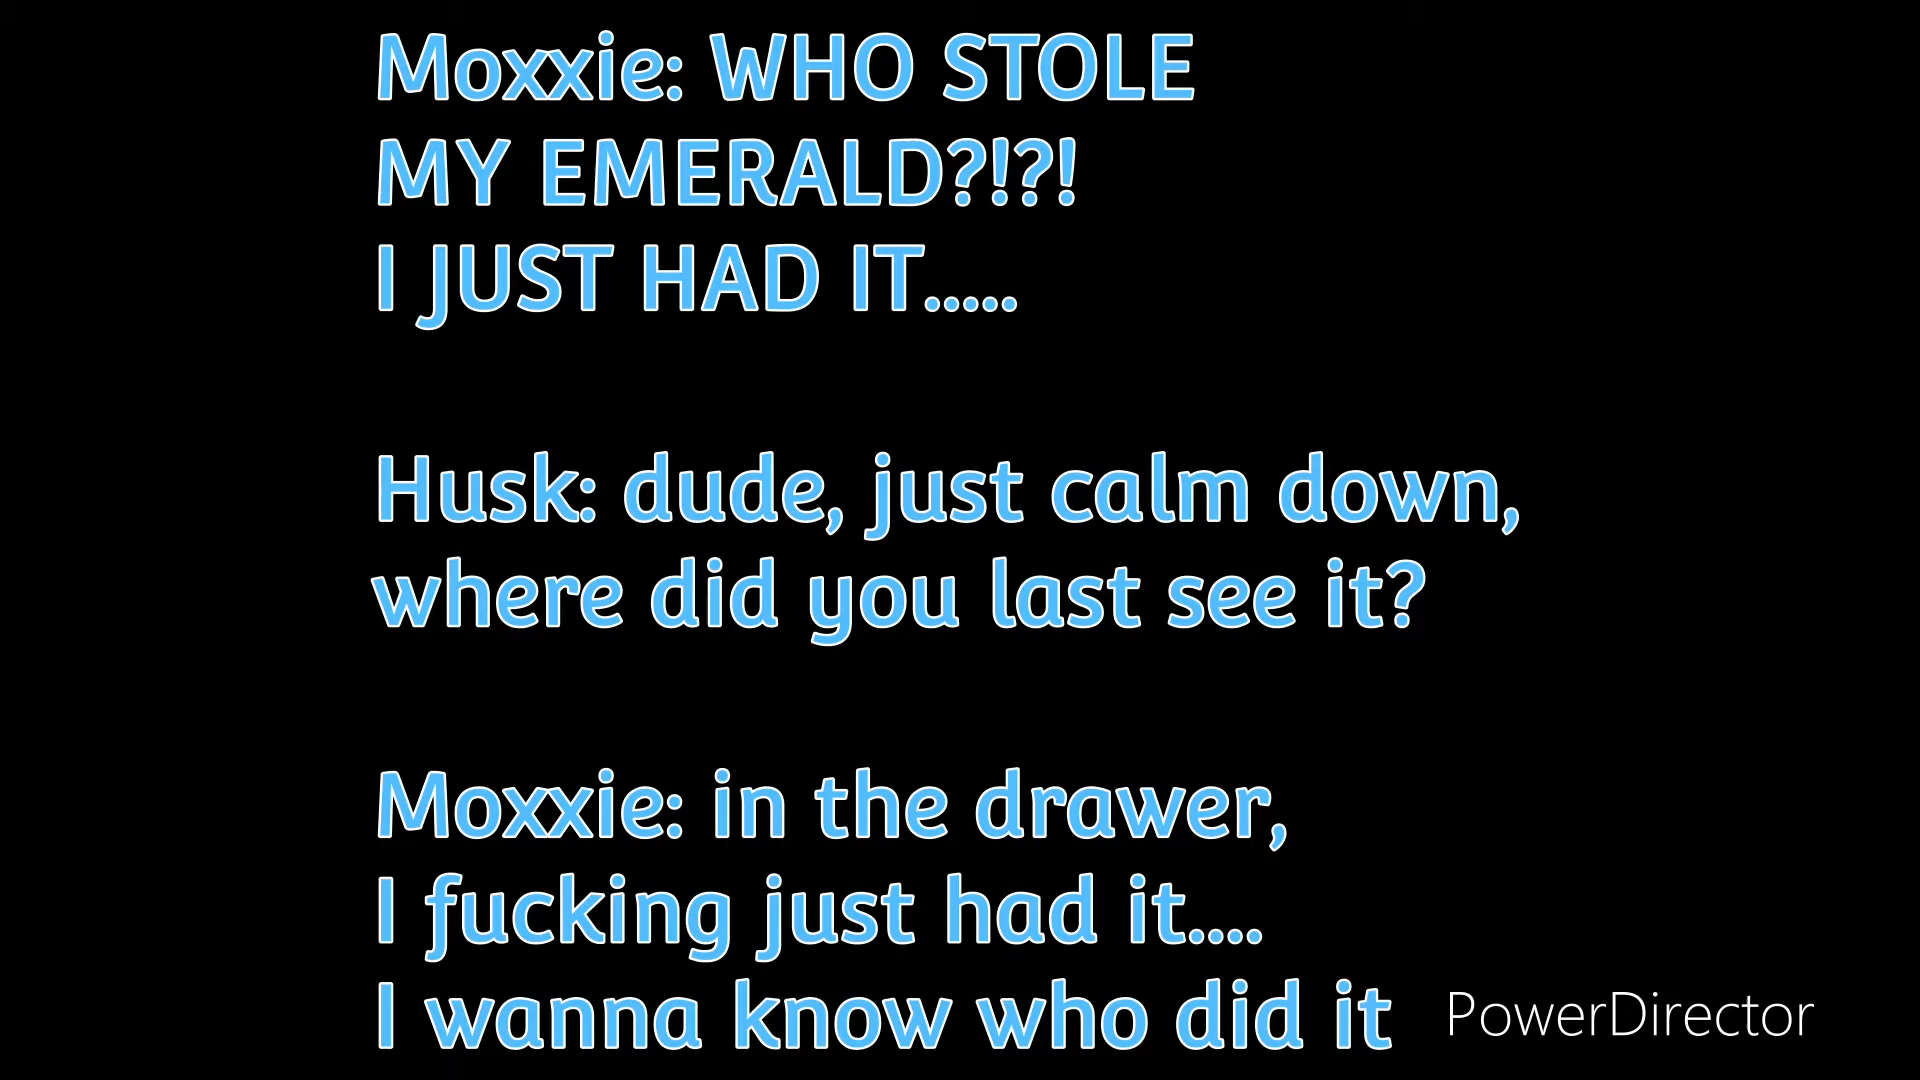 Moxxie: WHO STOLE
MY EMERALD?!?!
I JUST HAD IT.....
Husk: dude, just calm down,
where did you last see it?
Moxxie: in the drawer,
I fucking just had it....
I wanna know who did it
PowerDirector